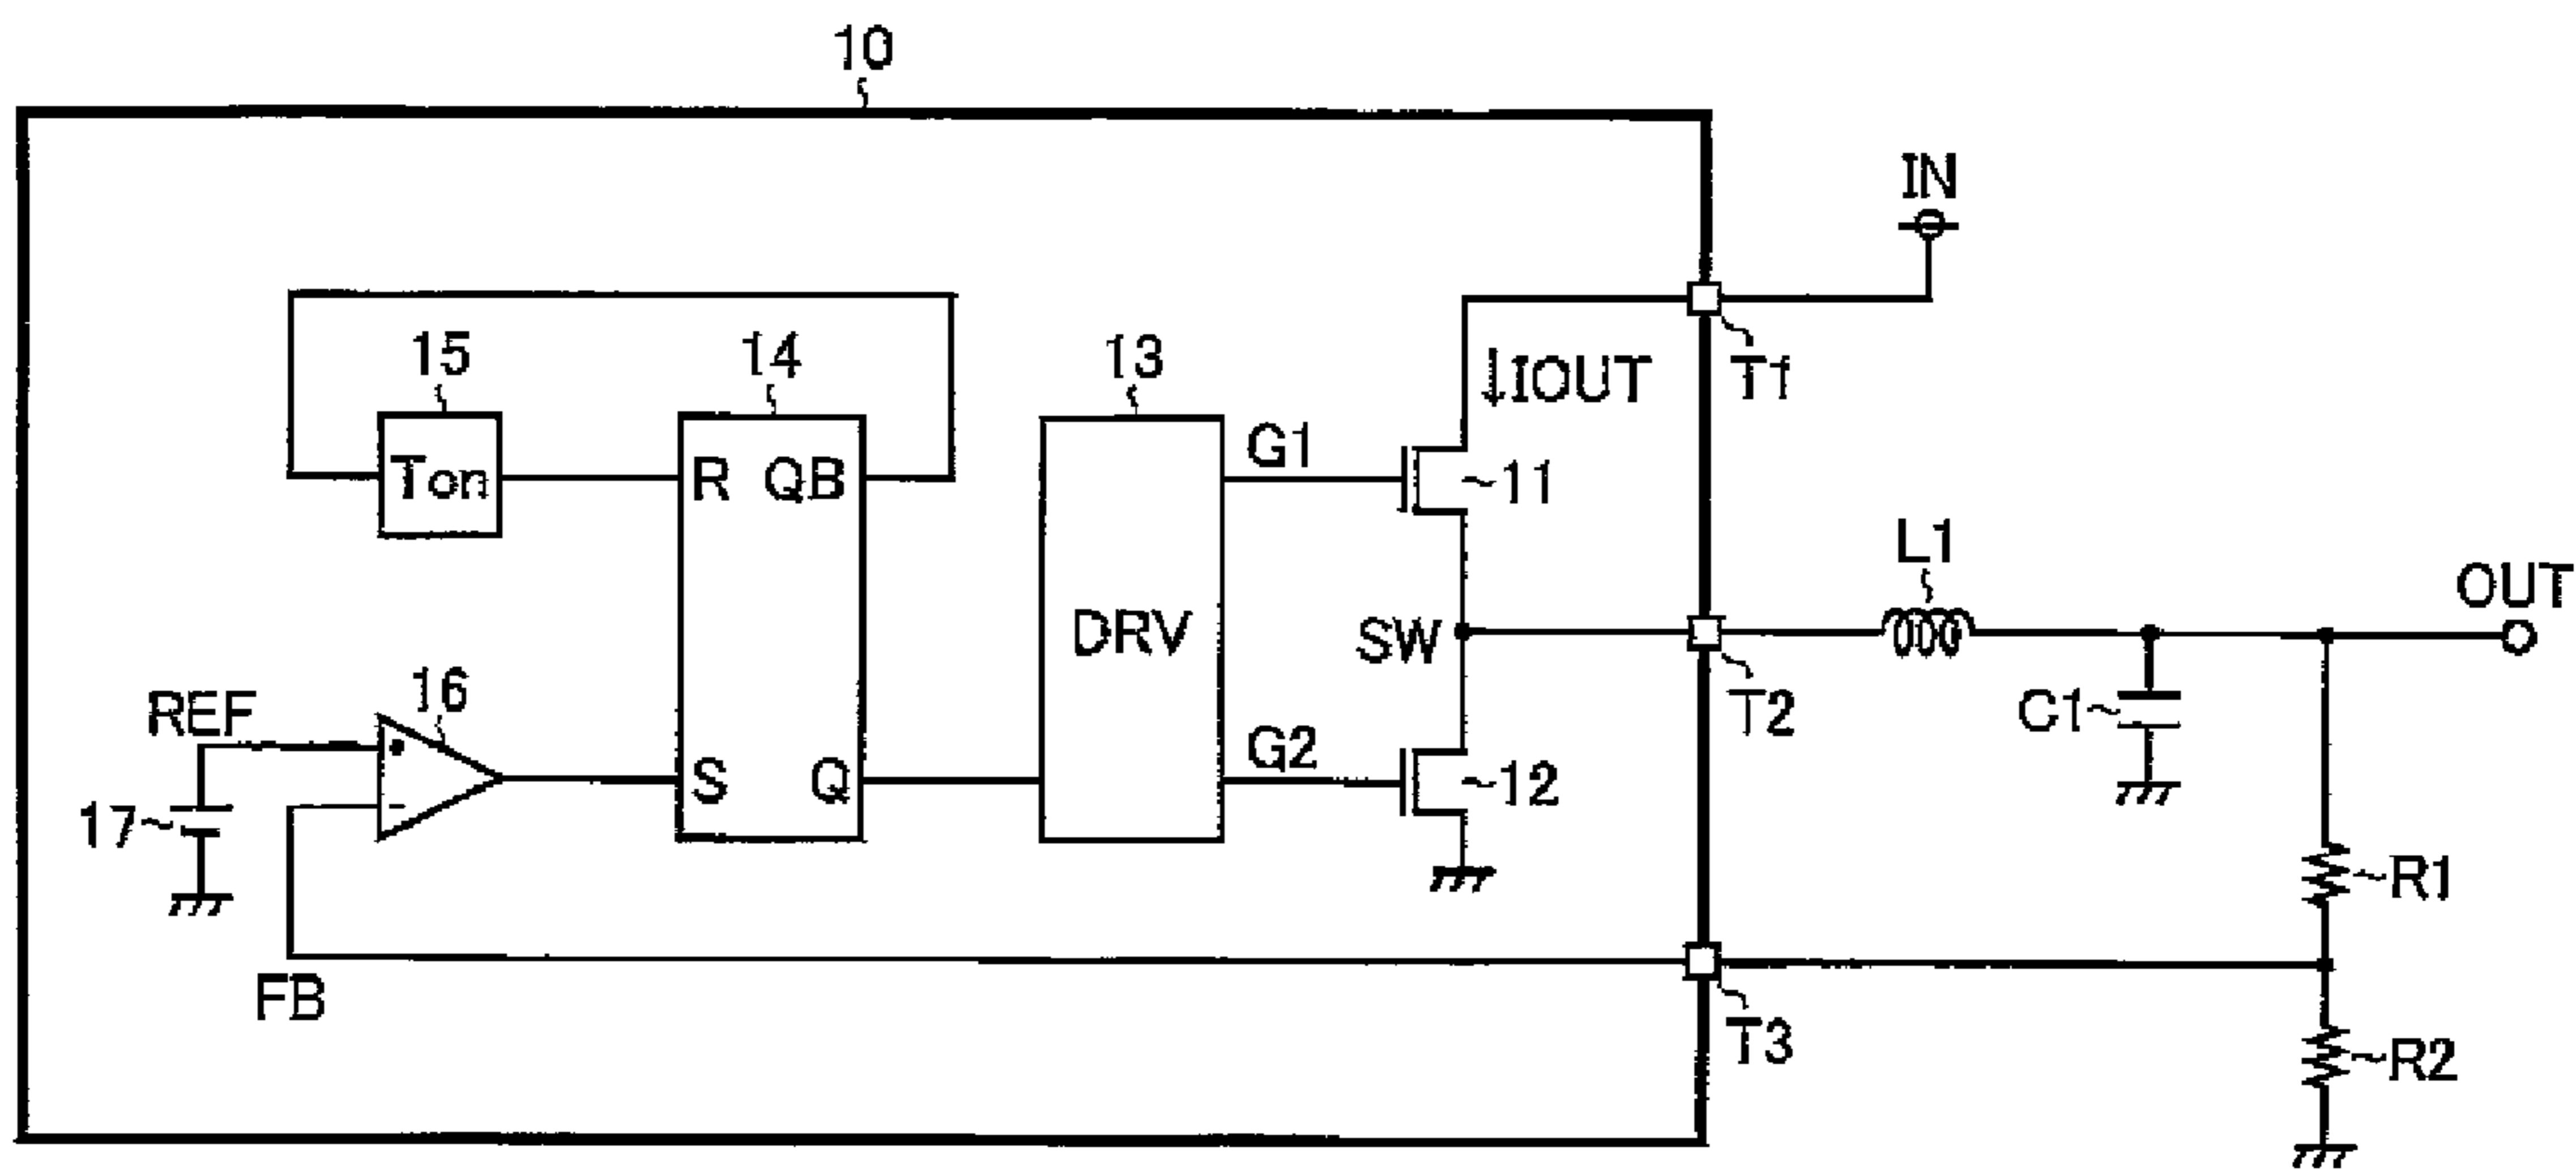 10
IN
T1
15
14
13
↓IOUT
Ton
R
QB
G1
~11
L1
OUT
DRV
SW
T2
C1~
REF
16
G2
S
Q
~12
17~
+
-
~R1
FB
T3
~R2